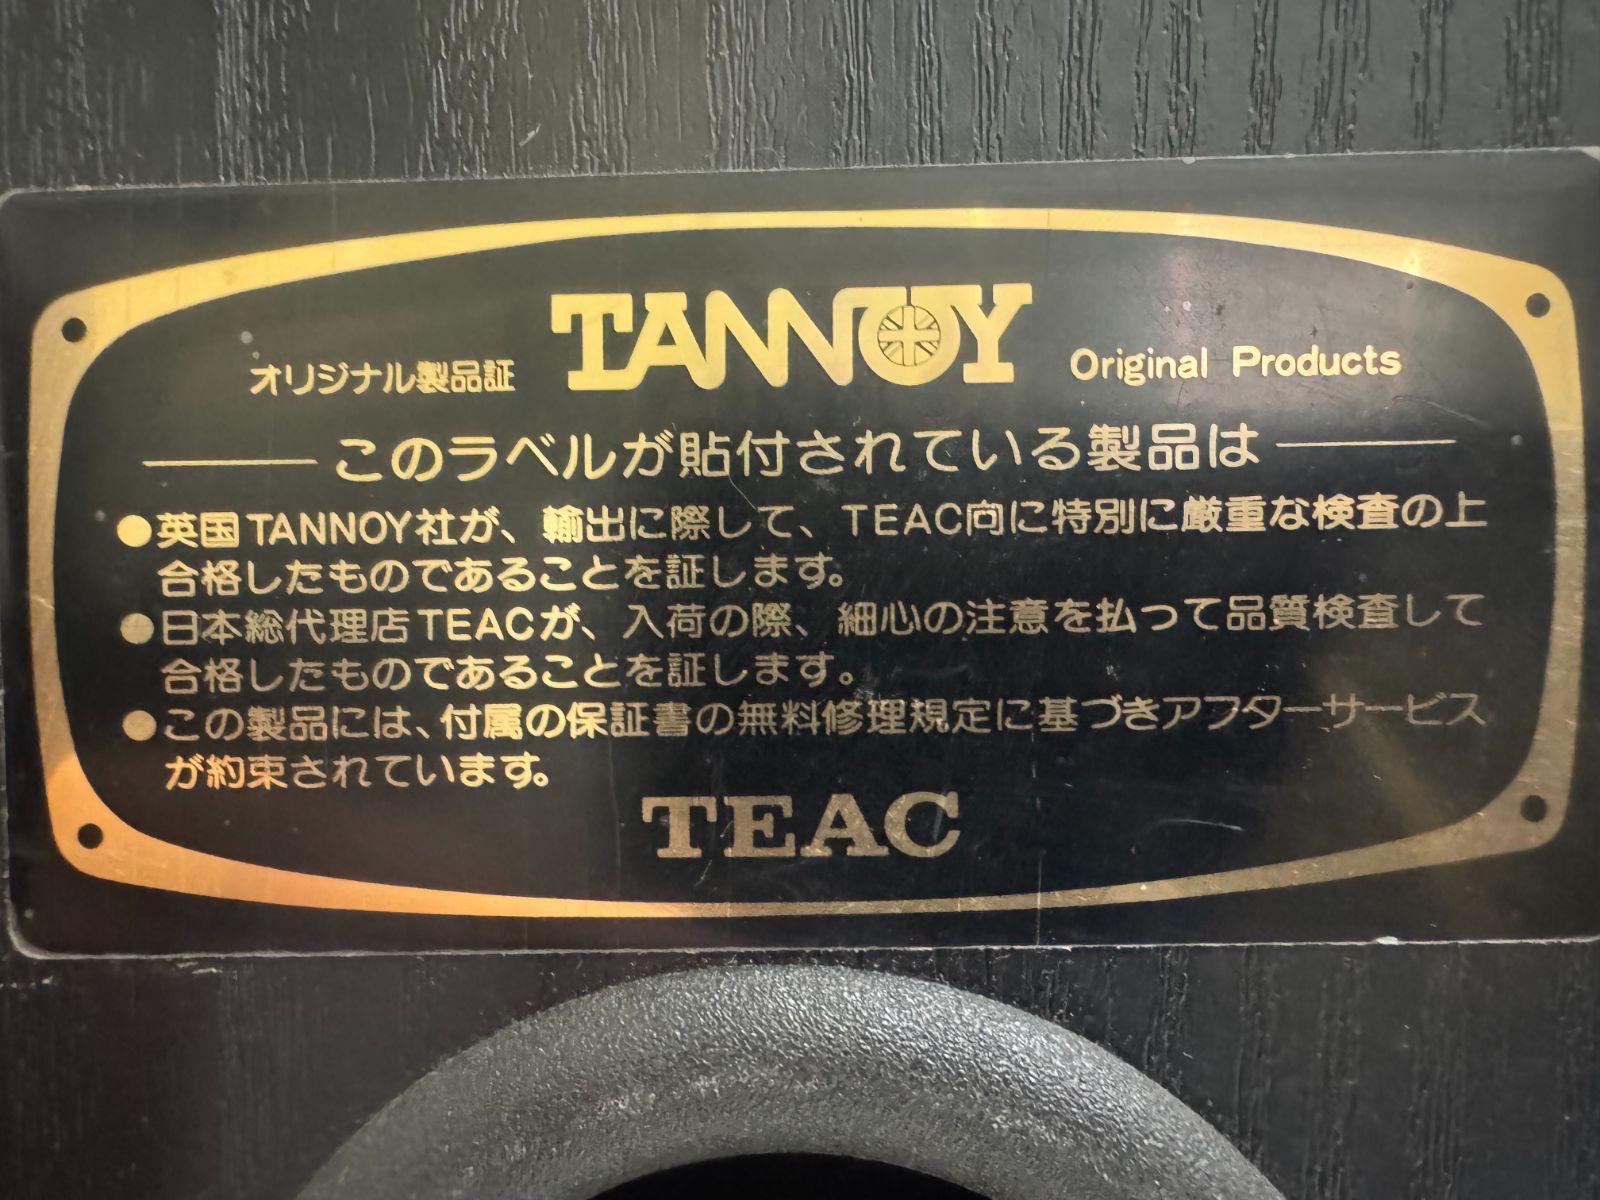 オリジナル製品証 TANNOY Original Products
このラベルが貼付されている製品は
●英国TANNOY社が、輸出に際して、TEAC向に特別に厳重な検査の上
合格したものであることを証します。
●日本総代理店TEACが、入荷の際、細心の注意を払って品質検査して
合格したものであることを証します。
●この製品には、付属の保証書の無料修理規定に基づきアフターサービス
が約束されています。
TEAC